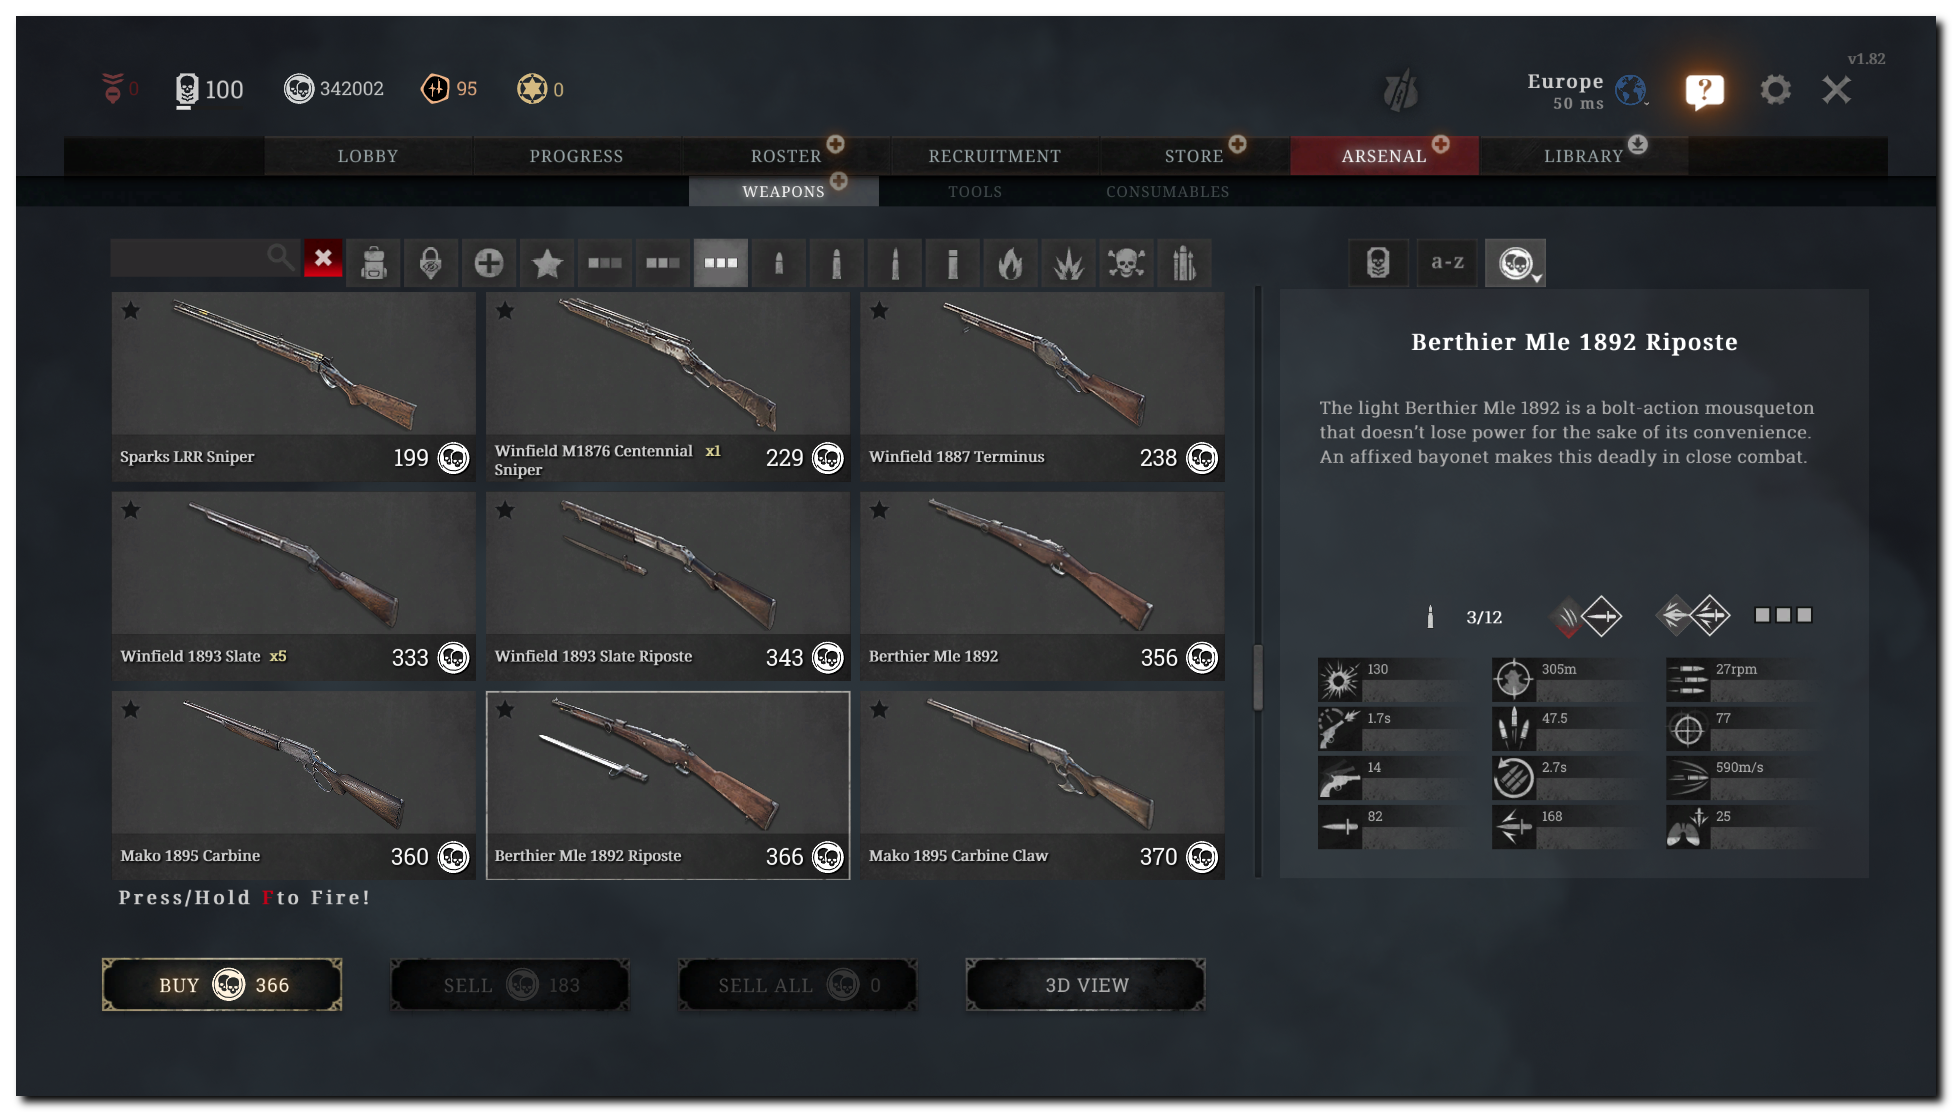 v1.82
0
100
342002
95
0
Europe
50 ms
?
LOBBY
PROGRESS
ROSTER
RECRUITMENT
STORE
ARSENAL
LIBRARY
WEAPONS
TOOLS
CONSUMABLES
a-z
Sparks LRR Sniper
199
Winfield M1876 Centennial Sniper
x1
229
Winfield 1887 Terminus
238
Winfield 1893 Slate x5
333
Winfield 1893 Slate Riposte
343
Berthier Mle 1892
356
Mako 1895 Carbine
360
Berthier Mle 1892 Riposte
366
Mako 1895 Carbine Claw
370
Press/Hold F to Fire!
BUY 366
SELL 183
SELL ALL 0
3D VIEW
Berthier Mle 1892 Riposte
The light Berthier Mle 1892 is a bolt-action mousqueton
that doesn't lose power for the sake of its convenience.
An affixed bayonet makes this deadly in close combat.
3/12
130
305m
27rpm
1.7s
47.5
77
14
2.7s
590m/s
82
168
25